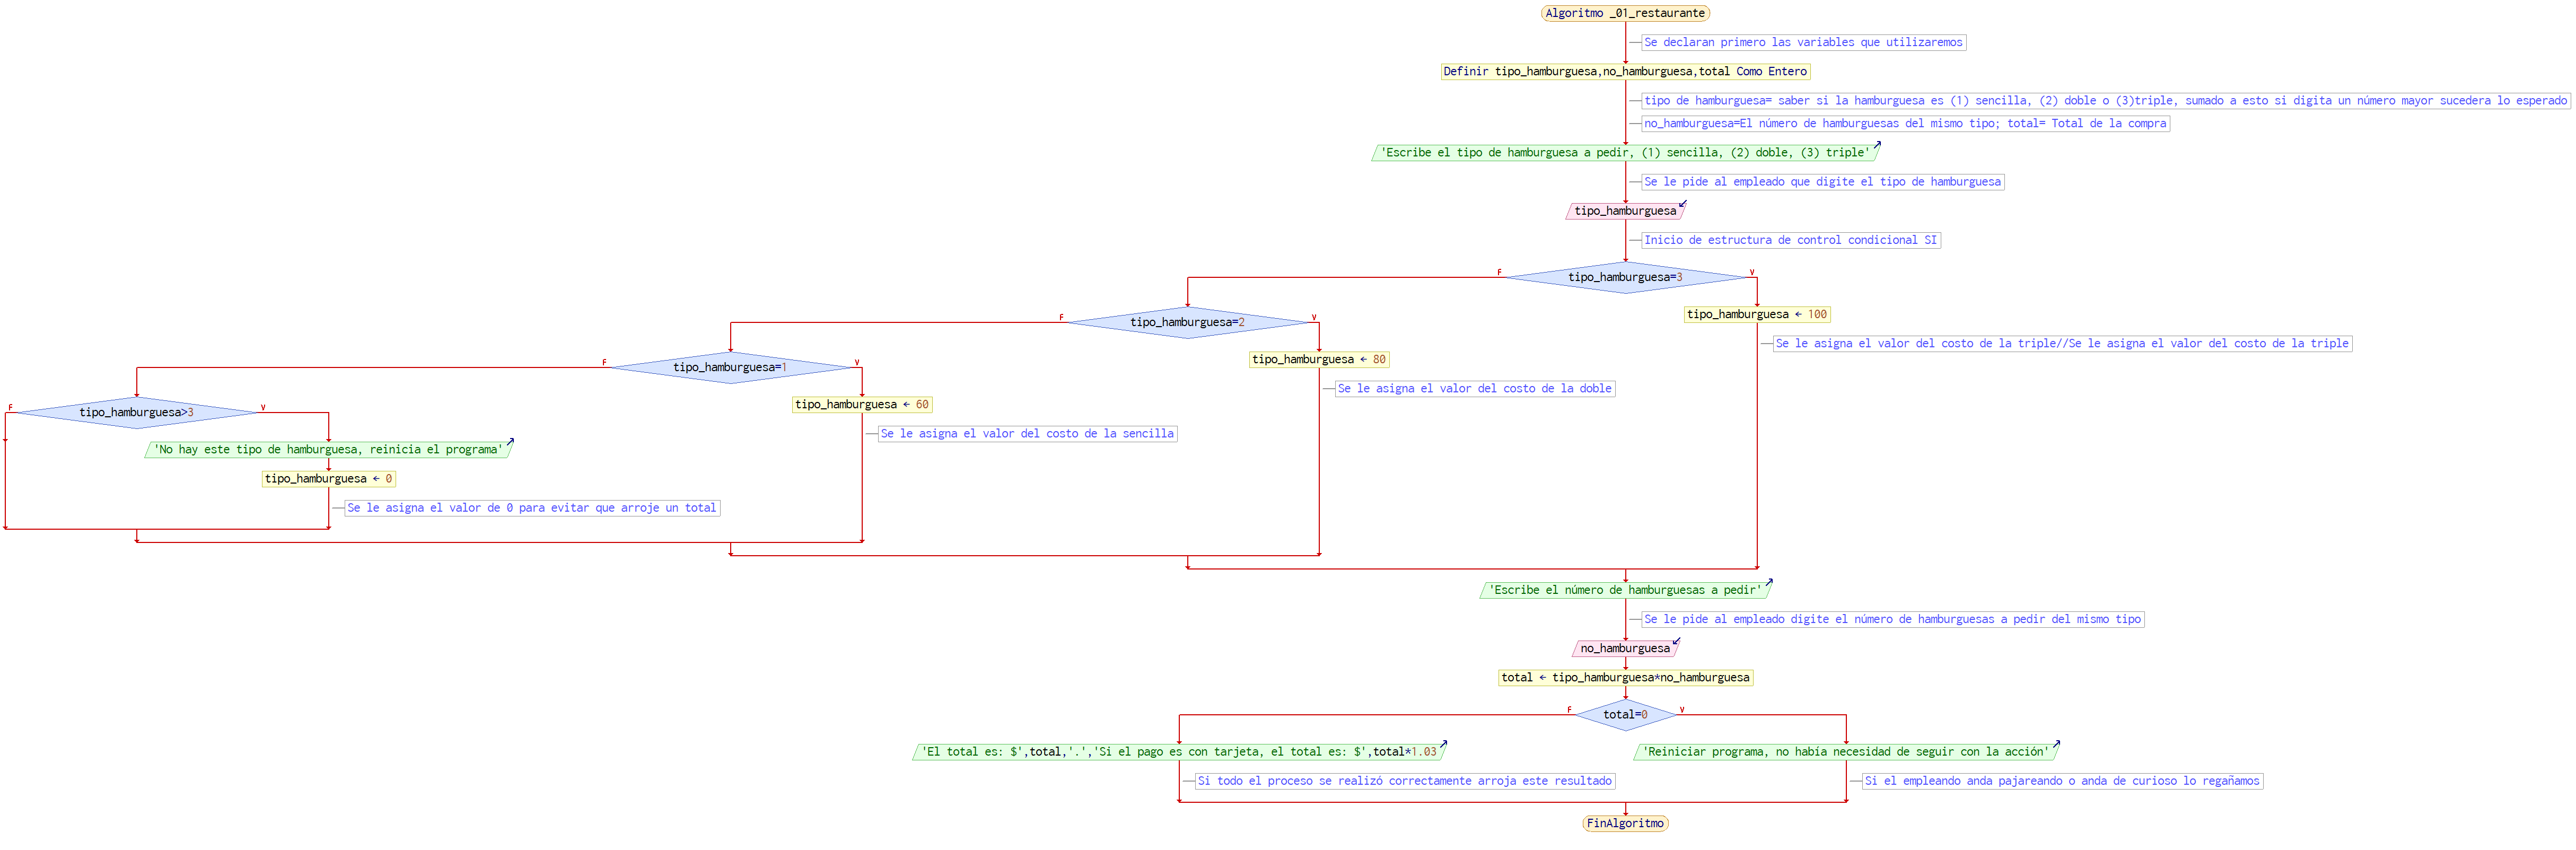 Algoritmo _01_restaurante
Se declaran primero las variables que utilizaremos
Definir tipo_hamburguesa,no_hamburguesa,total Como Entero
tipo de hamburguesa= saber si la hamburguesa es (1) sencilla, (2) doble o (3)triple, sumado a esto si digita un número mayor sucedera lo esperado
no_hamburguesa=El número de hamburguesas del mismo tipo; total= Total de la compra
'Escribe el tipo de hamburguesa a pedir, (1) sencilla, (2) doble, (3) triple'
Se le pide al empleado que digite el tipo de hamburguesa
tipo_hamburguesa
Inicio de estructura de control condicional SI
F
tipo_hamburguesa=3
V
tipo_hamburguesa ← 100
F
tipo_hamburguesa=2
V
Se le asigna el valor del costo de la triple//Se le asigna el valor del costo de la triple
tipo_hamburguesa ← 80
F
tipo_hamburguesa=1
V
Se le asigna el valor del costo de la doble
tipo_hamburguesa ← 60
F
tipo_hamburguesa>3
V
Se le asigna el valor del costo de la sencilla
'No hay este tipo de hamburguesa, reinicia el programa'
tipo_hamburguesa ← 0
Se le asigna el valor de 0 para evitar que arroje un total
'Escribe el número de hamburguesas a pedir'
Se le pide al empleado digite el número de hamburguesas a pedir del mismo tipo
no_hamburguesa
total ← tipo_hamburguesa*no_hamburguesa
F
total=0
V
'El total es: $',total,'.','Si el pago es con tarjeta, el total es: $',total*1.03
'Reiniciar programa, no había necesidad de seguir con la acción'
Si todo el proceso se realizó correctamente arroja este resultado
Si el empleando anda pajareando o anda de curioso lo regañamos
FinAlgoritmo